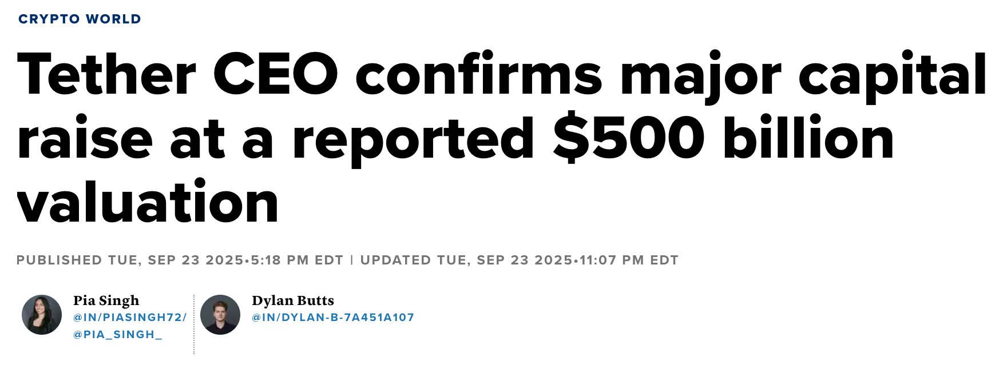 CRYPTO WORLD
Tether CEO confirms major capital
raise at a reported $500 billion
valuation
PUBLISHED TUE, SEP 23 2025•5:18 PM EDT | UPDATED TUE, SEP 23 2025•11:07 PM EDT
Pia Singh
@IN/PIASINGH72/
@PIA_SINGH_
Dylan Butts
@IN/DYLAN-B-7A451A107